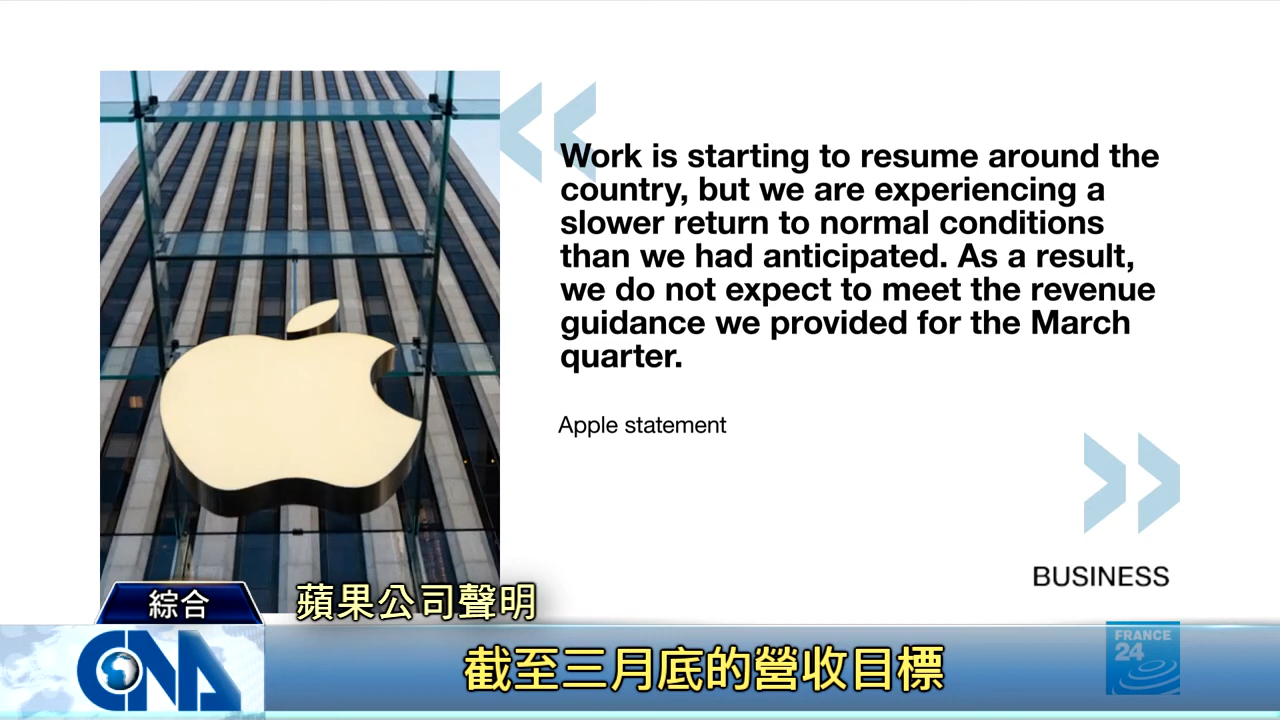 Work is starting to resume around the
country, but we are experiencing a
slower return to normal conditions
than we had anticipated. As a result,
we do not expect to meet the revenue
guidance we provided for the March
quarter.
Apple statement
BUSINESS
綜合
蘋果公司聲明
CNA
截至三月底的營收目標
FRANCE
24